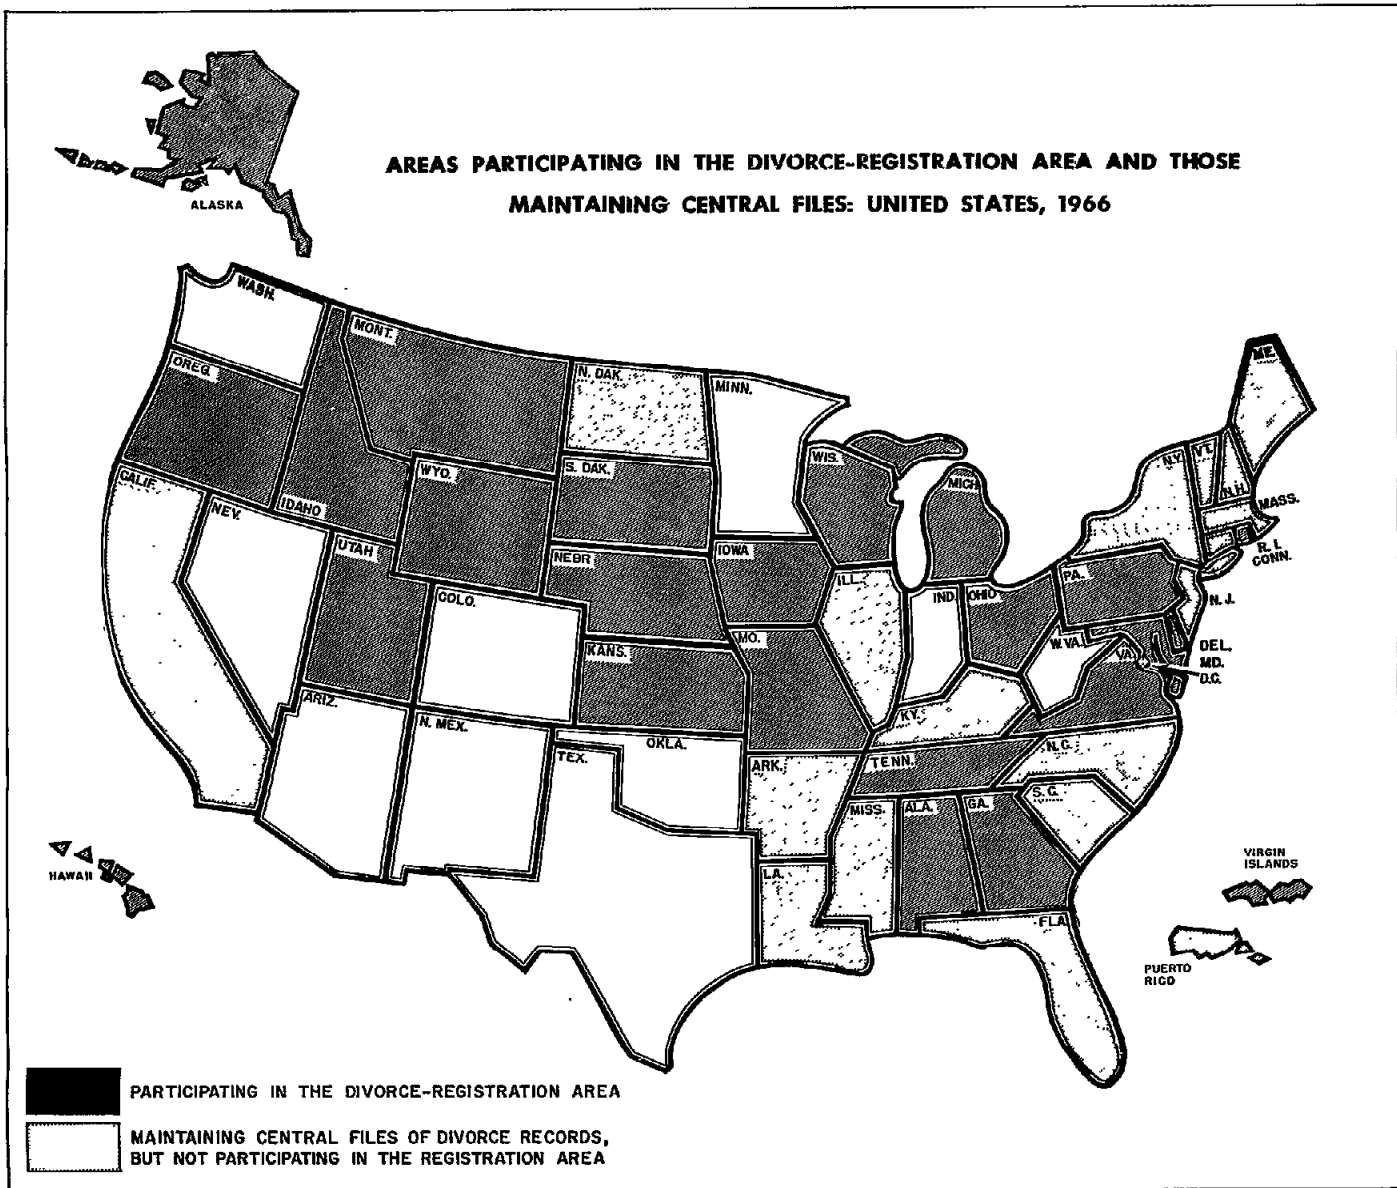 AREAS PARTICIPATING IN THE DIVORCE-REGISTRATION AREA AND THOSE
MAINTAINING CENTRAL FILES: UNITED STATES, 1966
ALASKA
WASH.
MONT.
OREG.
N. DAK.
MINN.
ME.
CALIF.
IDAHO
WYO.
S. DAK.
WIS.
MICH.
N.Y.
VT.
N.H.
MASS.
R. I.
CONN.
NEV.
UTAH
NEBR.
IOWA
ILL.
IND.
OHIO
PA.
N. J.
COLO.
KANS.
MO.
W.VA.
VA.
DEL.
MD.
D.C.
ARIZ.
N. MEX.
OKLA.
TEX.
ARK.
KY.
TENN.
N.C.
S.C.
MISS.
ALA.
GA.
LA.
FLA.
HAWAII
VIRGIN
ISLANDS
PUERTO
RICO
PARTICIPATING IN THE DIVORCE-REGISTRATION AREA
MAINTAINING CENTRAL FILES OF DIVORCE RECORDS,
BUT NOT PARTICIPATING IN THE REGISTRATION AREA